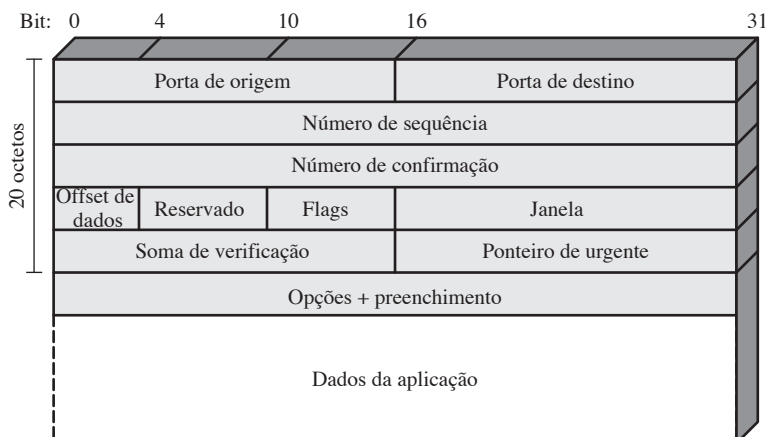 Bit: 0 4 10 16 31
Porta de origem Porta de destino
Número de sequência
Número de confirmação
Offset de
dados Reservado Flags Janela
Soma de verificação Ponteiro de urgente
20 octetos
Opções + preenchimento
Dados da aplicação